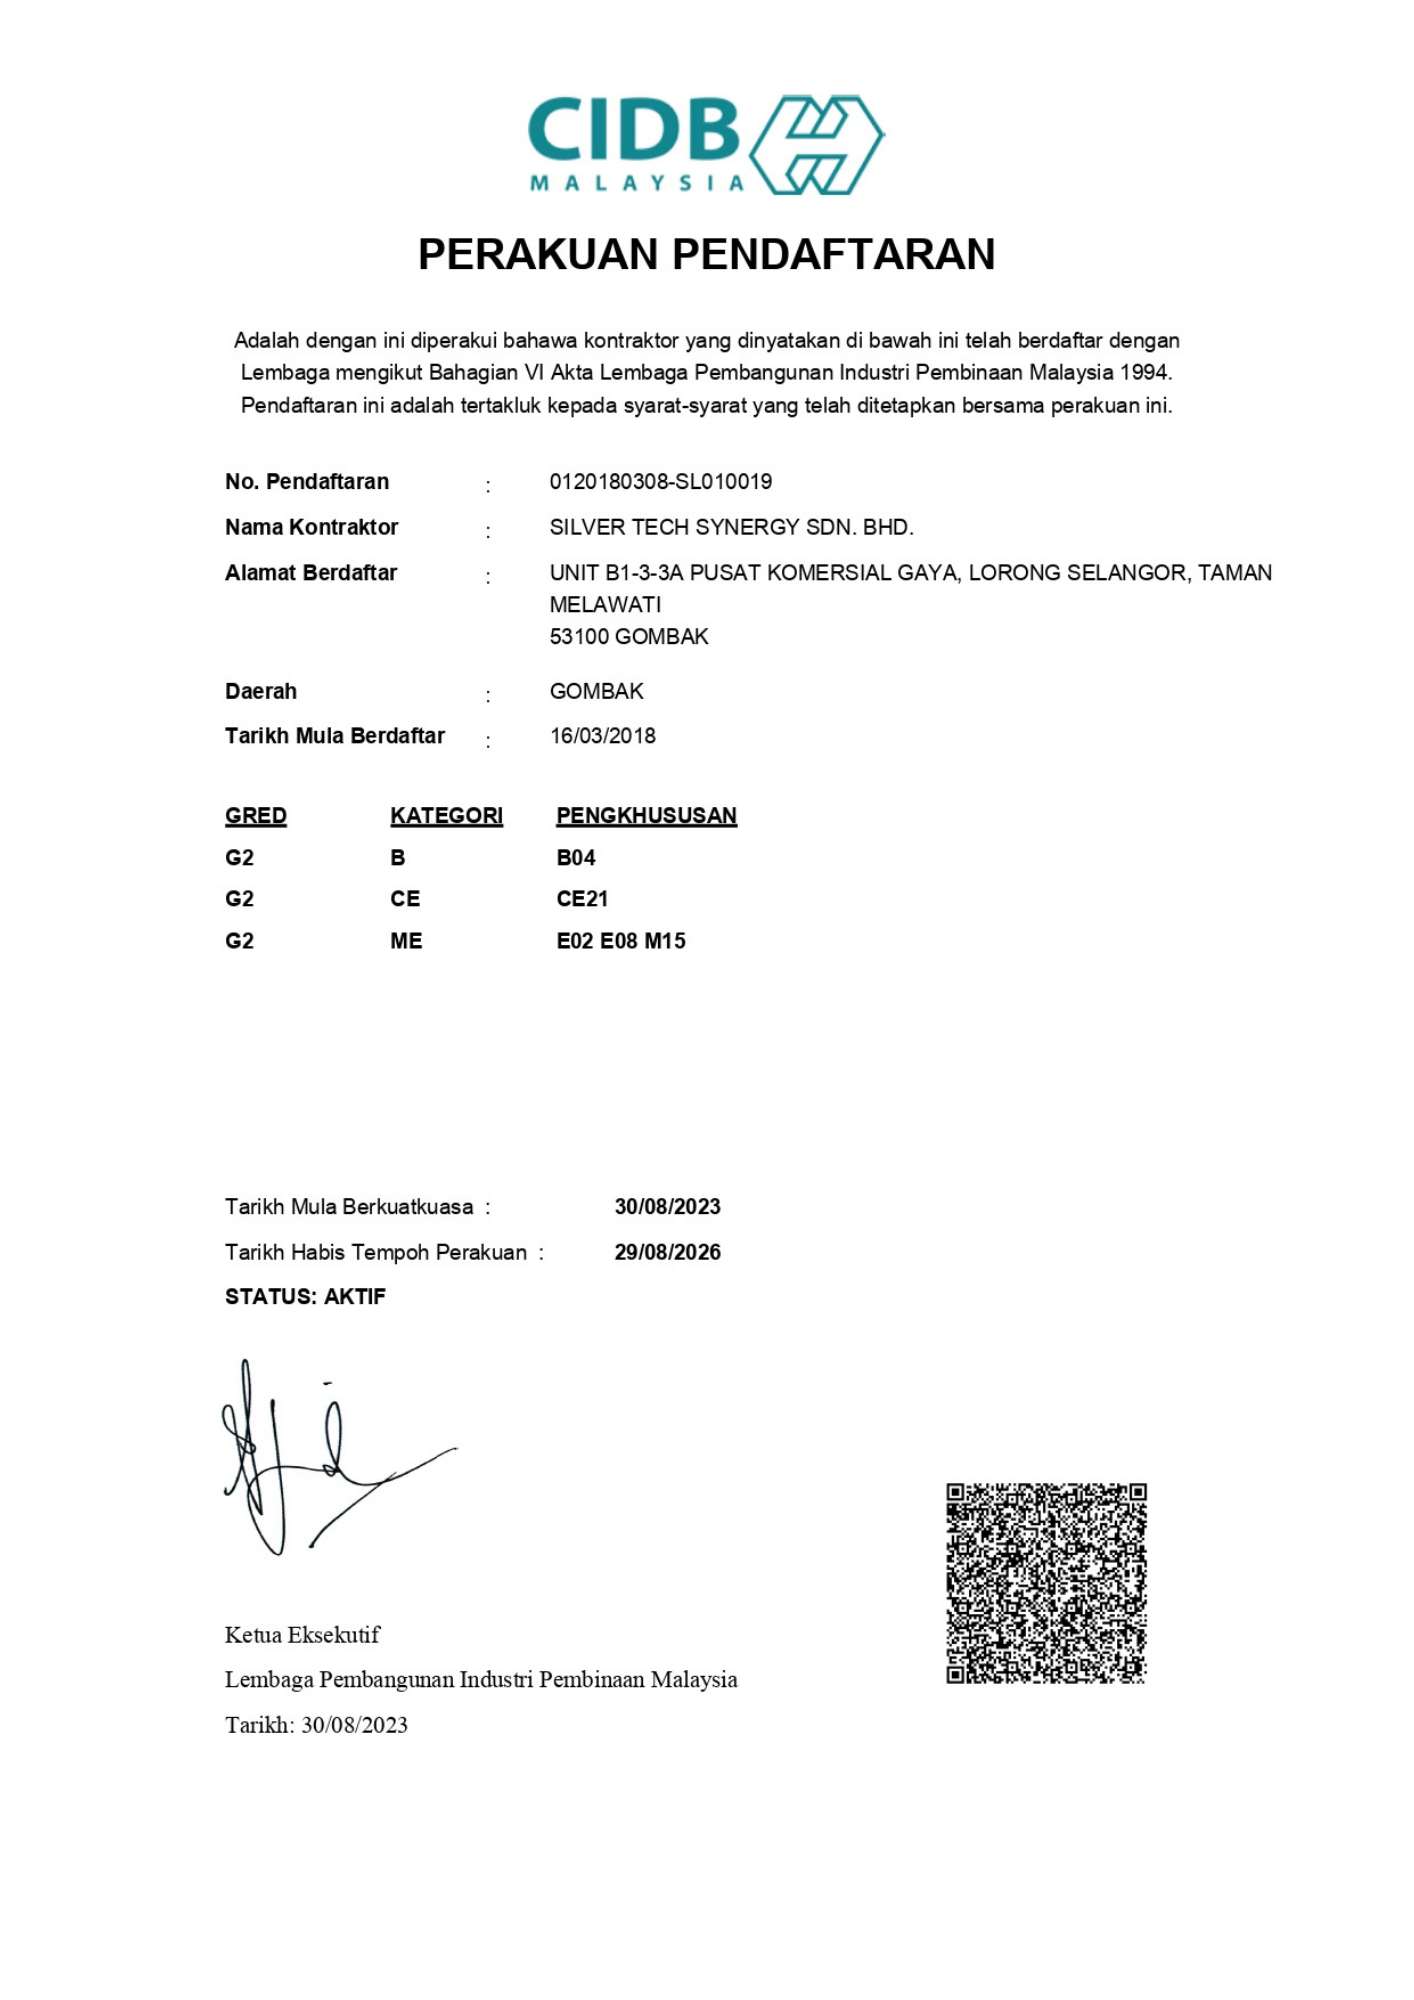 CIDB
MALAYSIA
PERAKUAN PENDAFTARAN
Adalah dengan ini diperakui bahawa kontraktor yang dinyatakan di bawah ini telah berdaftar dengan
Lembaga mengikut Bahagian VI Akta Lembaga Pembangunan Industri Pembinaan Malaysia 1994.
Pendaftaran ini adalah tertakluk kepada syarat-syarat yang telah ditetapkan bersama perakuan ini.
No. Pendaftaran : 0120180308-SL010019
Nama Kontraktor : SILVER TECH SYNERGY SDN. BHD.
Alamat Berdaftar : UNIT B1-3-3A PUSAT KOMERSIAL GAYA, LORONG SELANGOR, TAMAN
MELAWATI
53100 GOMBAK
Daerah : GOMBAK
Tarikh Mula Berdaftar : 16/03/2018
GRED KATEGORI PENGKHUSUSAN
G2 B B04
G2 CE CE21
G2 ME E02 E08 M15
Tarikh Mula Berkuatkuasa : 30/08/2023
Tarikh Habis Tempoh Perakuan : 29/08/2026
STATUS: AKTIF
Ketua Eksekutif
Lembaga Pembangunan Industri Pembinaan Malaysia
Tarikh: 30/08/2023